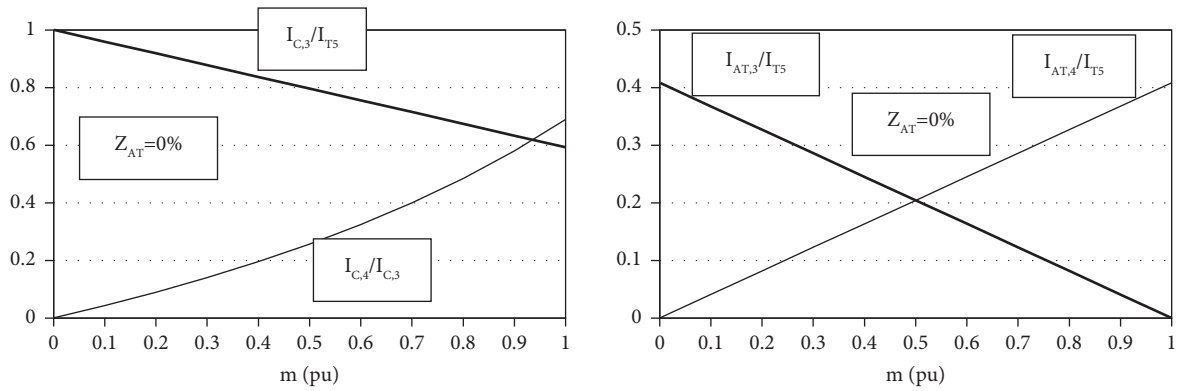 1
0.8
0.6
0.4
0.2
0
I_C,3/I_T5
Z_AT=0%
I_C,4/I_C,3
0 0.1 0.2 0.3 0.4 0.5 0.6 0.7 0.8 0.9 1
m (pu)
0.5
0.4
0.3
0.2
0.1
0
I_AT,3/I_T5
I_AT,4/I_T5
Z_AT=0%
0 0.1 0.2 0.3 0.4 0.5 0.6 0.7 0.8 0.9 1
m (pu)